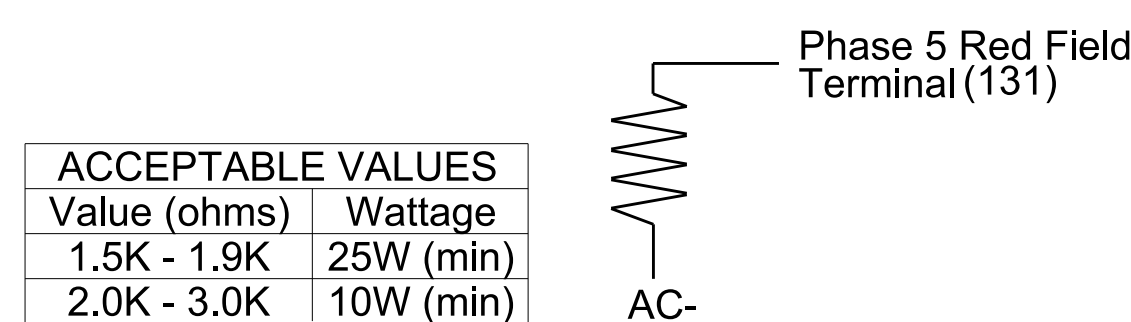 Phase 5 Red Field
Terminal (131)
ACCEPTABLE VALUES
Value (ohms) Wattage
1.5K - 1.9K 25W (min)
2.0K - 3.0K 10W (min)
AC-